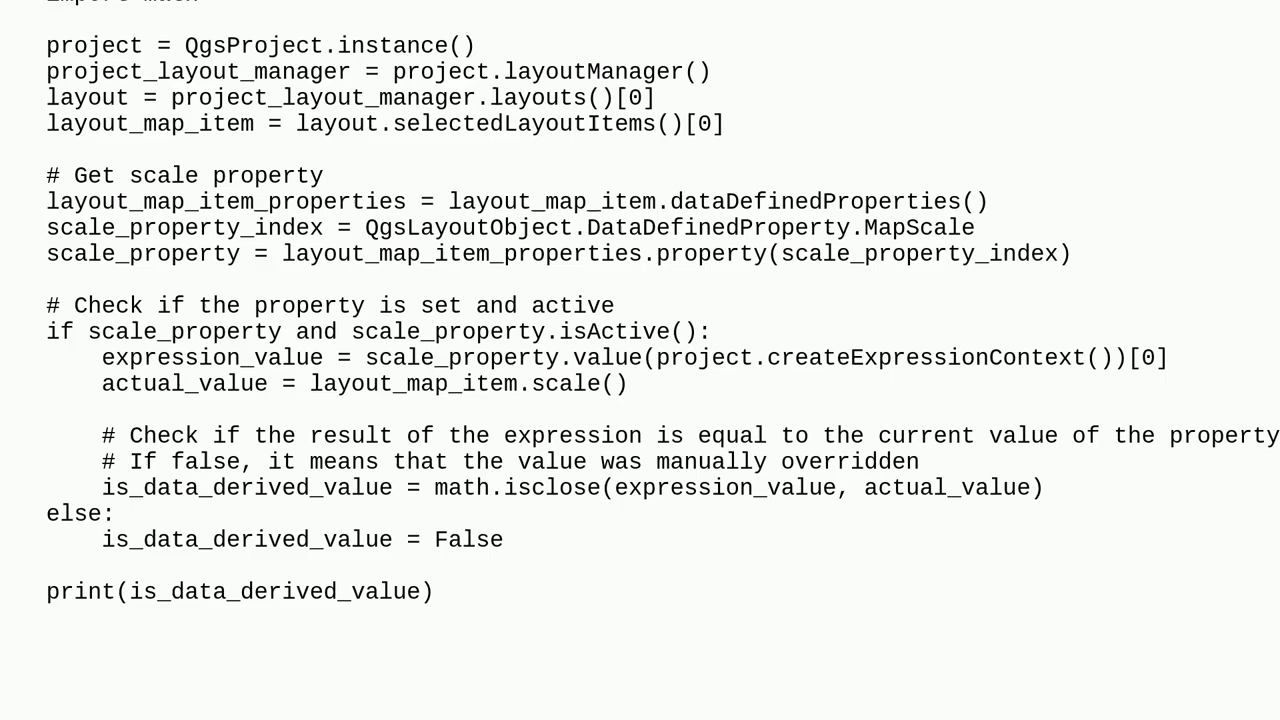 project = QgsProject.instance()
project_layout_manager = project.layoutManager()
layout = project_layout_manager.layouts()[0]
layout_map_item = layout.selectedLayoutItems()[0]

# Get scale property
layout_map_item_properties = layout_map_item.dataDefinedProperties()
scale_property_index = QgsLayoutObject.DataDefinedProperty.MapScale
scale_property = layout_map_item_properties.property(scale_property_index)

# Check if the property is set and active
if scale_property and scale_property.isActive():
    expression_value = scale_property.value(project.createExpressionContext())[0]
    actual_value = layout_map_item.scale()

    # Check if the result of the expression is equal to the current value of the property
    # If false, it means that the value was manually overridden
    is_data_derived_value = math.isclose(expression_value, actual_value)
else:
    is_data_derived_value = False

print(is_data_derived_value)